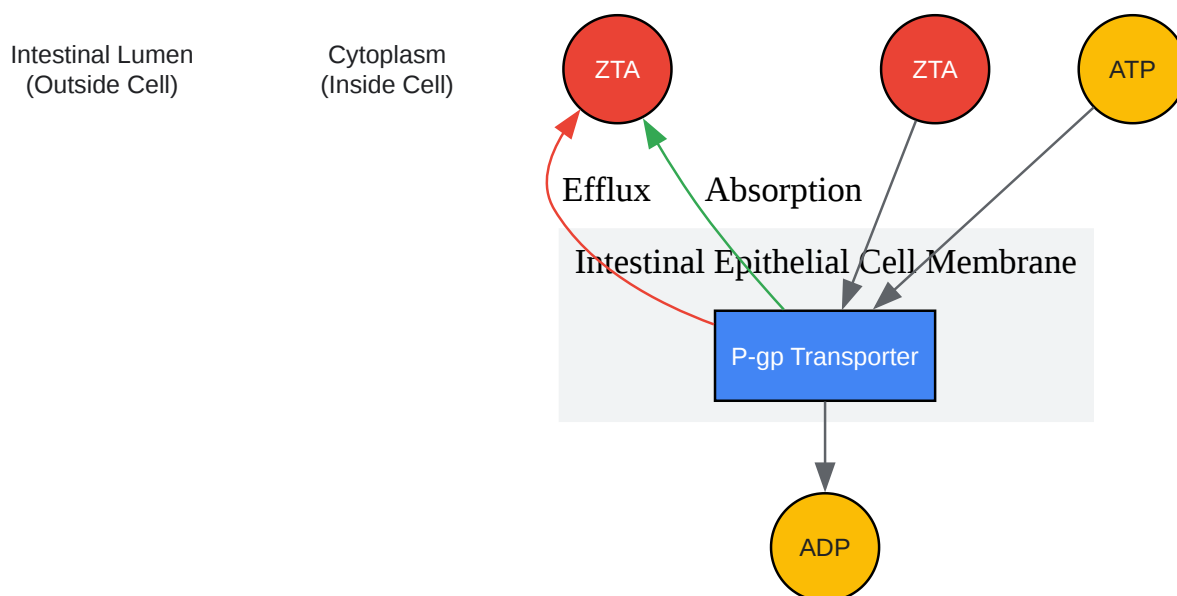 Intestinal Lumen
(Outside Cell)
Cytoplasm
(Inside Cell)
ZTA
ZTA
ATP
Efflux
Absorption
Intestinal Epithelial Cell Membrane
P-gp Transporter
ADP